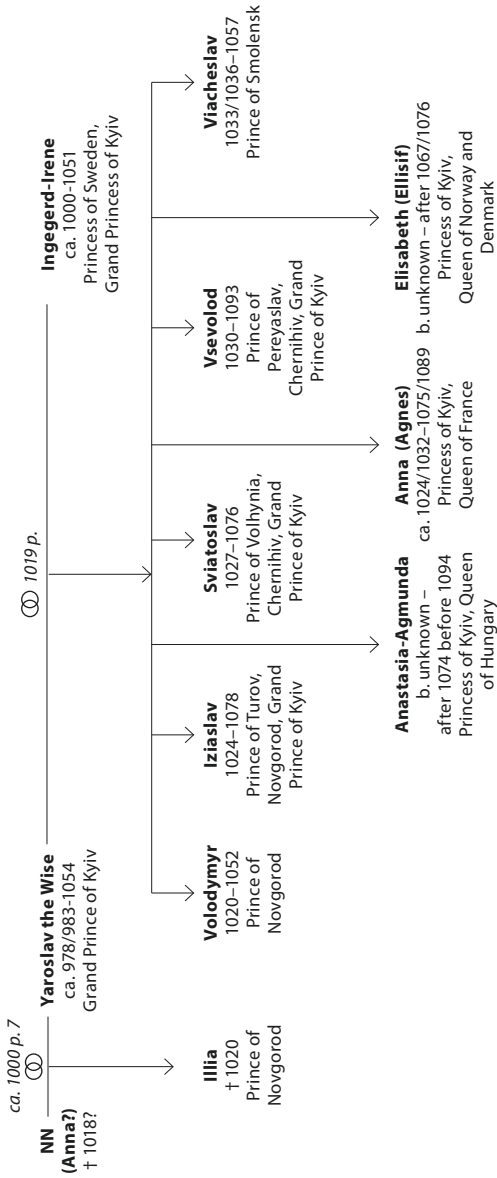 ca. 1000 p. 7
1019 p.
NN
(Anna?)
† 1018?
Yaroslav the Wise
ca. 978/983-1054
Grand Prince of Kyiv
Ingegerd-Irene
ca. 1000-1051
Princess of Sweden,
Grand Princess of Kyiv
Illia
† 1020
Prince of
Novgorod
Volodymyr
1020–1052
Prince of
Novgorod
Iziaslav
1024–1078
Prince of Turov,
Novgorod, Grand
Prince of Kyiv
Sviatoslav
1027–1076
Prince of Volhynia,
Chernihiv, Grand
Prince of Kyiv
Vsevolod
1030–1093
Prince of
Pereyaslav,
Chernihiv, Grand
Prince of Kyiv
Viacheslav
1033/1036–1057
Prince of Smolensk
Anastasia-Agmunda
b. unknown –
after 1074 before 1094
Princess of Kyiv, Queen
of Hungary
Anna (Agnes)
ca. 1024/1032–1075/1089
Princess of Kyiv,
Queen of France
Elisabeth (Ellisif)
b. unknown – after 1067/1076
Princess of Kyiv,
Queen of Norway and
Denmark